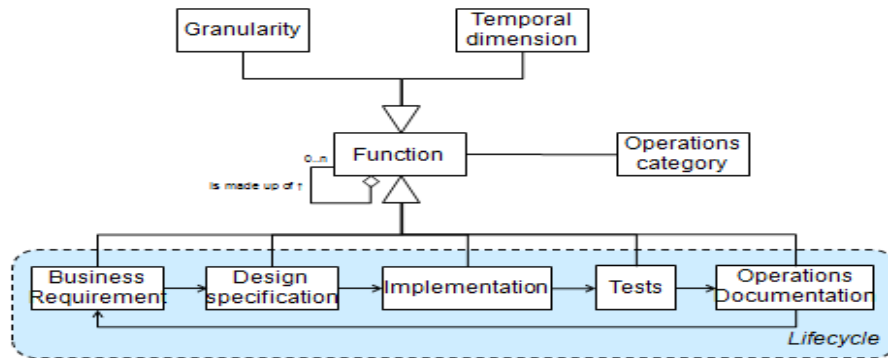 Granularity
Temporal
dimension
Function
Operations
category
0..n
Is made up of ↑
Business
Requirement
Design
specification
Implementation
Tests
Operations
Documentation
Lifecycle